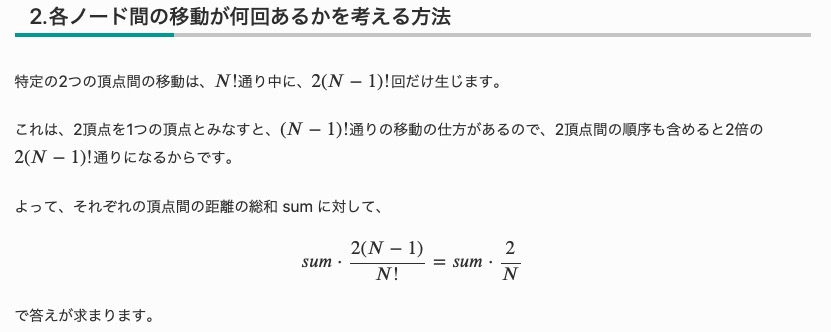 2.各ノード間の移動が何回あるかを考える方法
特定の2つの頂点間の移動は、N!通り中に、2(N − 1)!回だけ生じます。
これは、2頂点を1つの頂点とみなすと、(N − 1)!通りの移動の仕方があるので、2頂点間の順序も含めると2倍の
2(N − 1)!通りになるからです。
よって、それぞれの頂点間の距離の総和 sum に対して、
sum · 2(N − 1) / N! = sum · 2 / N
で答えが求まります。